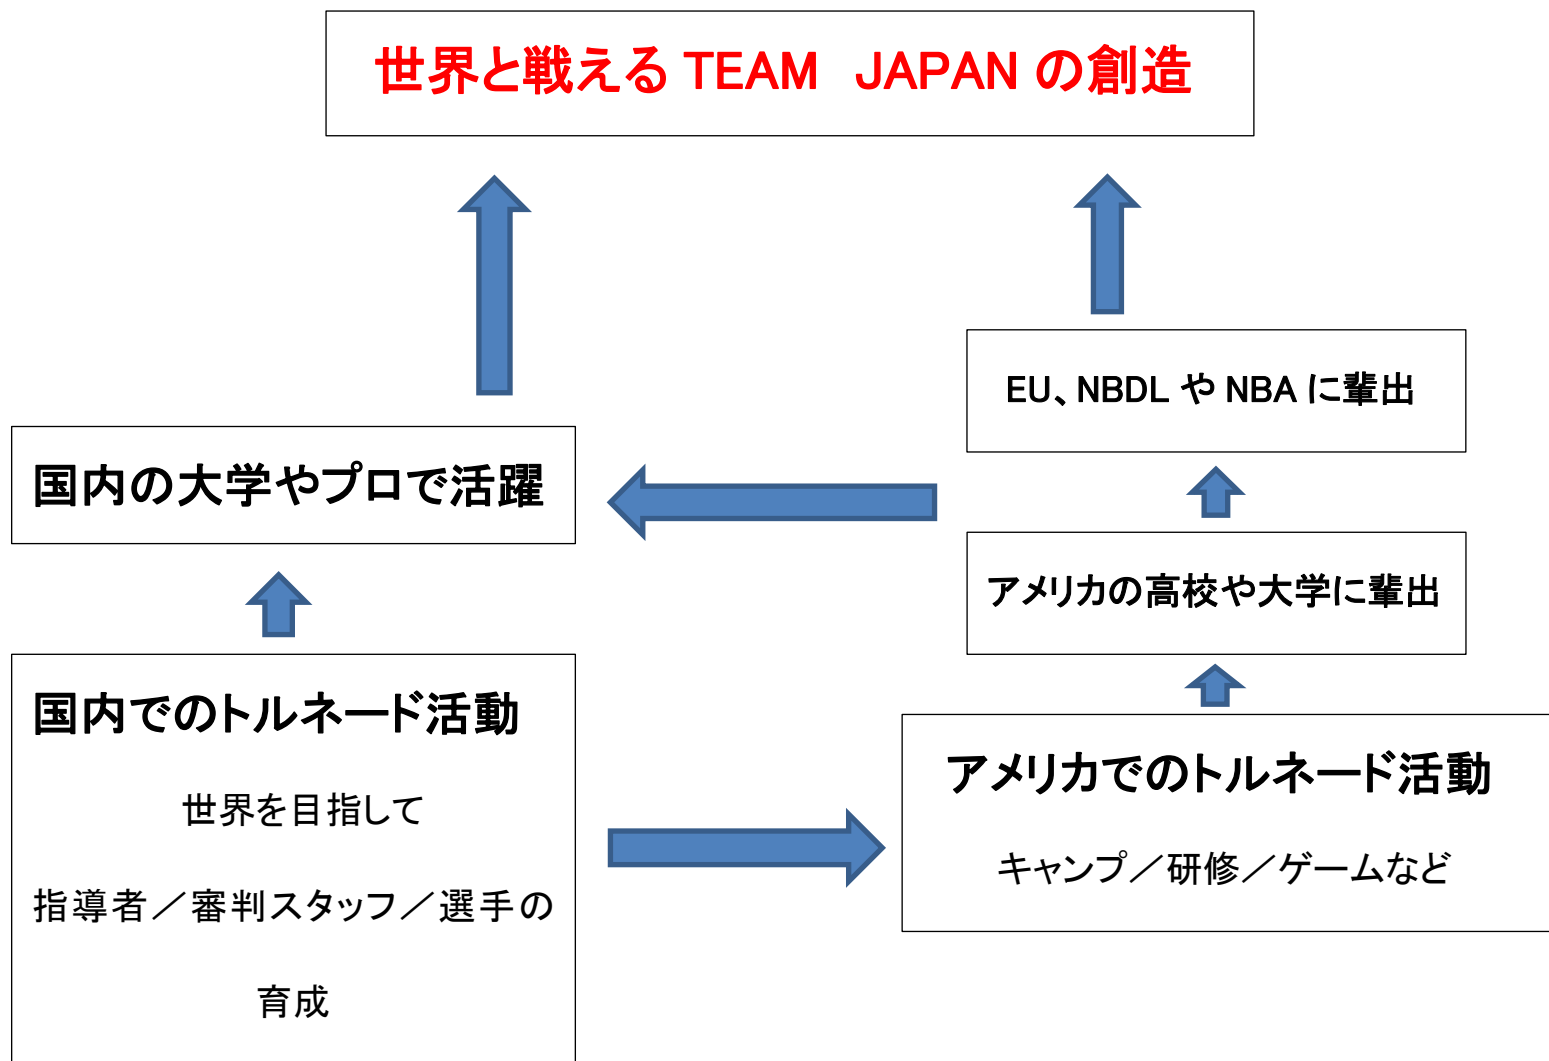 世界と戦える TEAM　JAPAN の創造
EU、NBDL や NBA に輩出
国内の大学やプロで活躍
アメリカの高校や大学に輩出
国内でのトルネード活動
世界を目指して
指導者／審判スタッフ／選手の
育成
アメリカでのトルネード活動
キャンプ／研修／ゲームなど